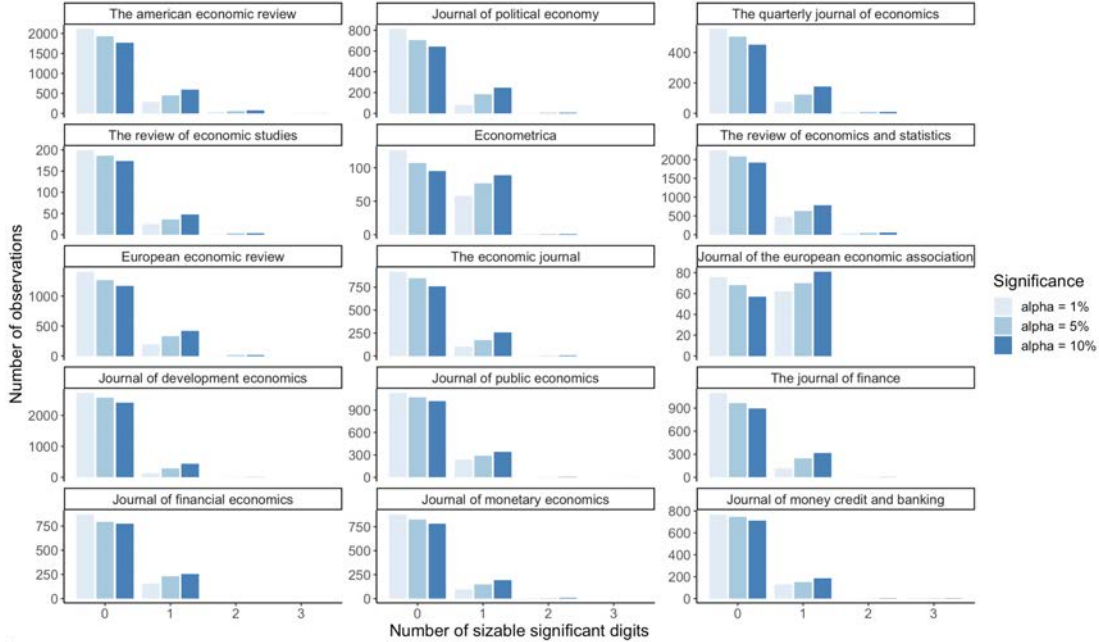 The american economic review
Journal of political economy
The quarterly journal of economics
2000
1500
1000
500
0
800
600
400
200
0
400
200
0
The review of economic studies
Econometrica
The review of economics and statistics
200
150
100
50
0
100
50
0
2000
1500
1000
500
0
European economic review
The economic journal
Journal of the european economic association
1000
500
0
750
500
250
0
80
60
40
20
0
Journal of development economics
Journal of public economics
The journal of finance
2000
1000
0
900
600
300
0
900
600
300
0
Journal of financial economics
Journal of monetary economics
Journal of money credit and banking
750
500
250
0
750
500
250
0
800
600
400
200
0
0 1 2 3
0 1 2 3
0 1 2 3
Number of sizable significant digits
Number of observations
Significance
alpha = 1%
alpha = 5%
alpha = 10%